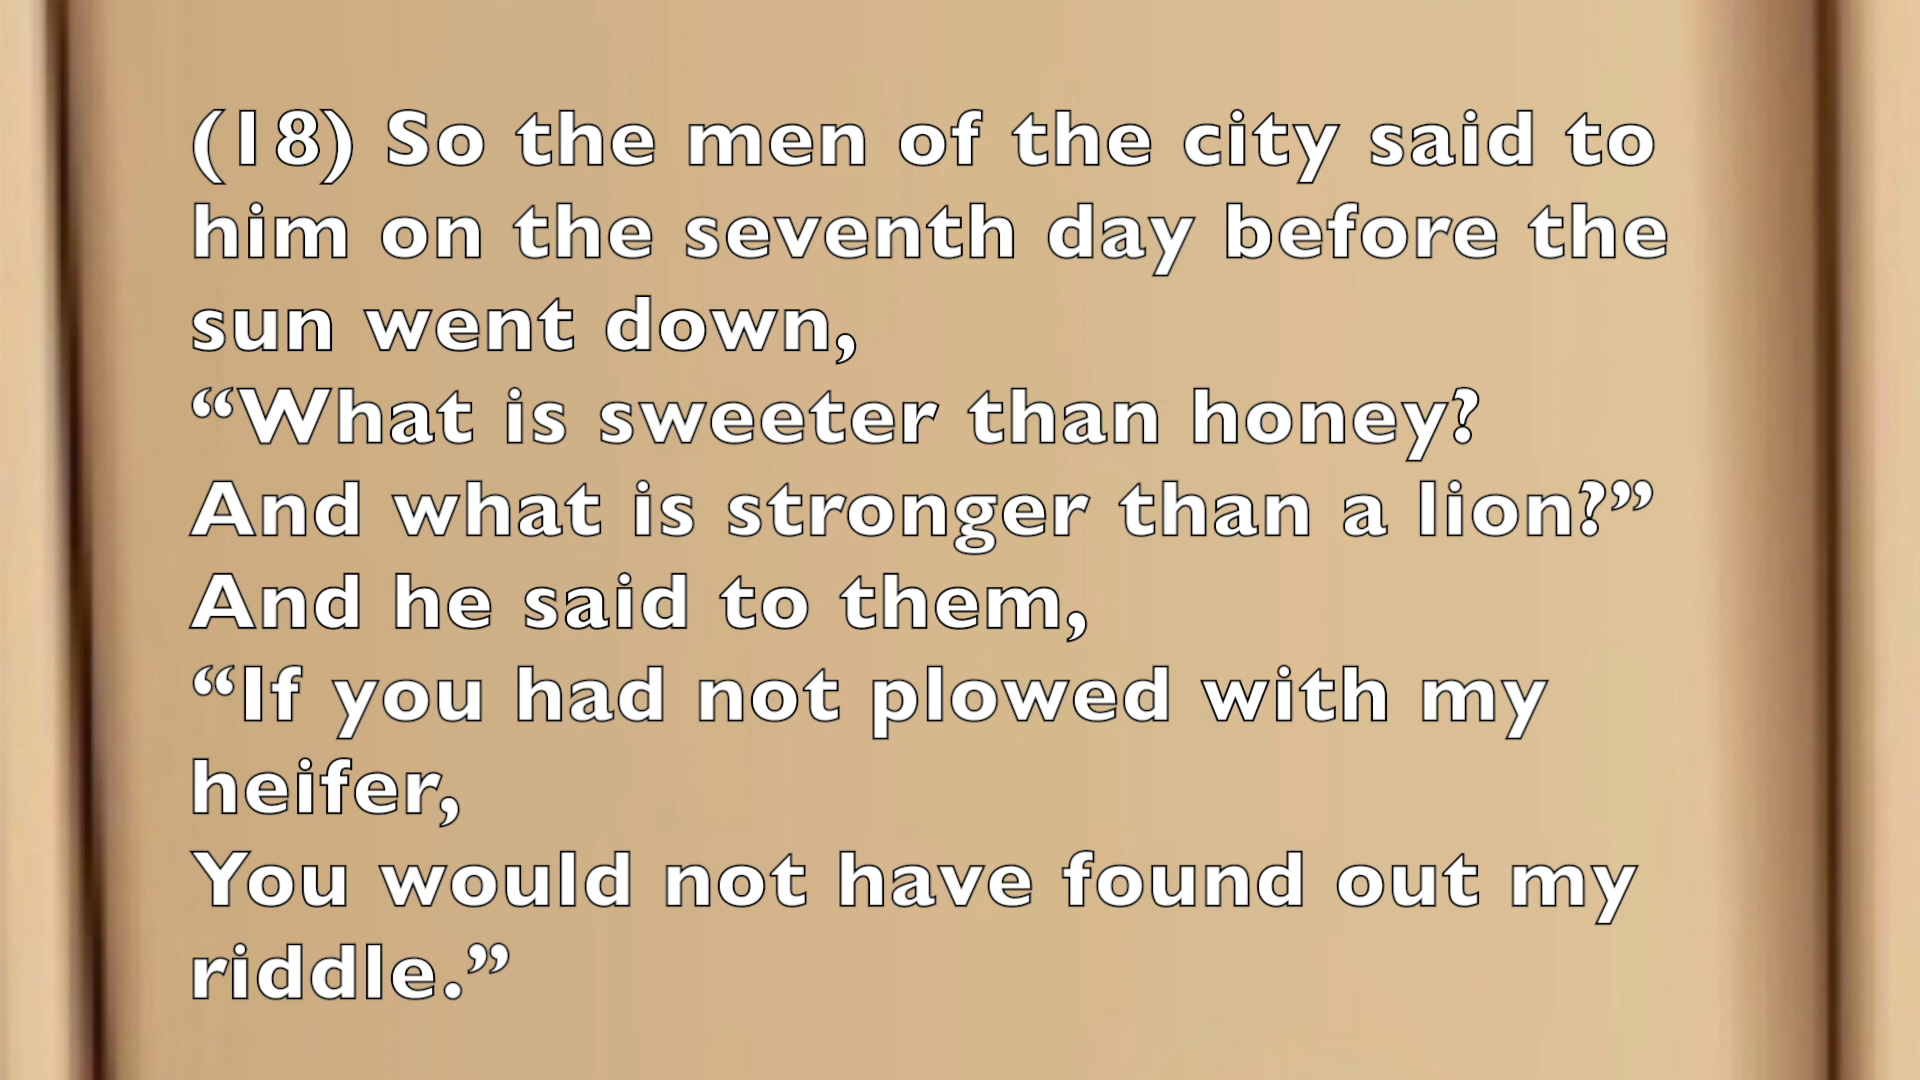 (18) So the men of the city said to
him on the seventh day before the
sun went down,
“What is sweeter than honey?
And what is stronger than a lion?”
And he said to them,
“If you had not plowed with my
heifer,
You would not have found out my
riddle.”